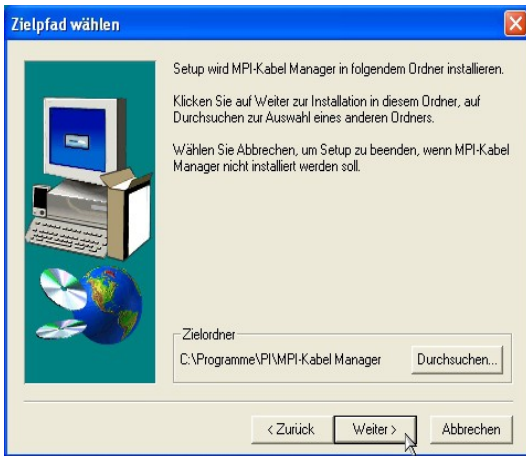 Zielpfad wählen
Setup wird MPI-Kabel Manager in folgendem Ordner installieren.
Klicken Sie auf Weiter zur Installation in diesem Ordner, auf
Durchsuchen zur Auswahl eines anderen Ordners.
Wählen Sie Abbrechen, um Setup zu beenden, wenn MPI-Kabel
Manager nicht installiert werden soll.
Zielordner
C:\Programme\PI\MPI-Kabel Manager
Durchsuchen...
< Zurück
Weiter >
Abbrechen